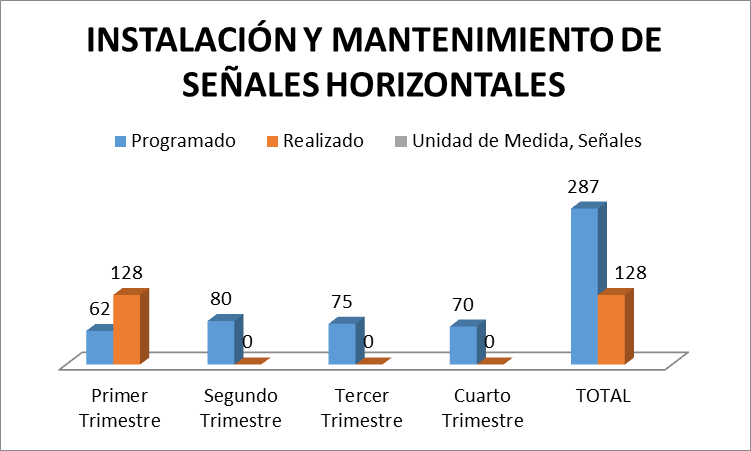 INSTALACIÓN Y MANTENIMIENTO DE
SEÑALES HORIZONTALES
Programado Realizado Unidad de Medida, Señales
287
128
62
80
75
70
128
0
0
0
Primer Trimestre
Segundo Trimestre
Tercer Trimestre
Cuarto Trimestre
TOTAL